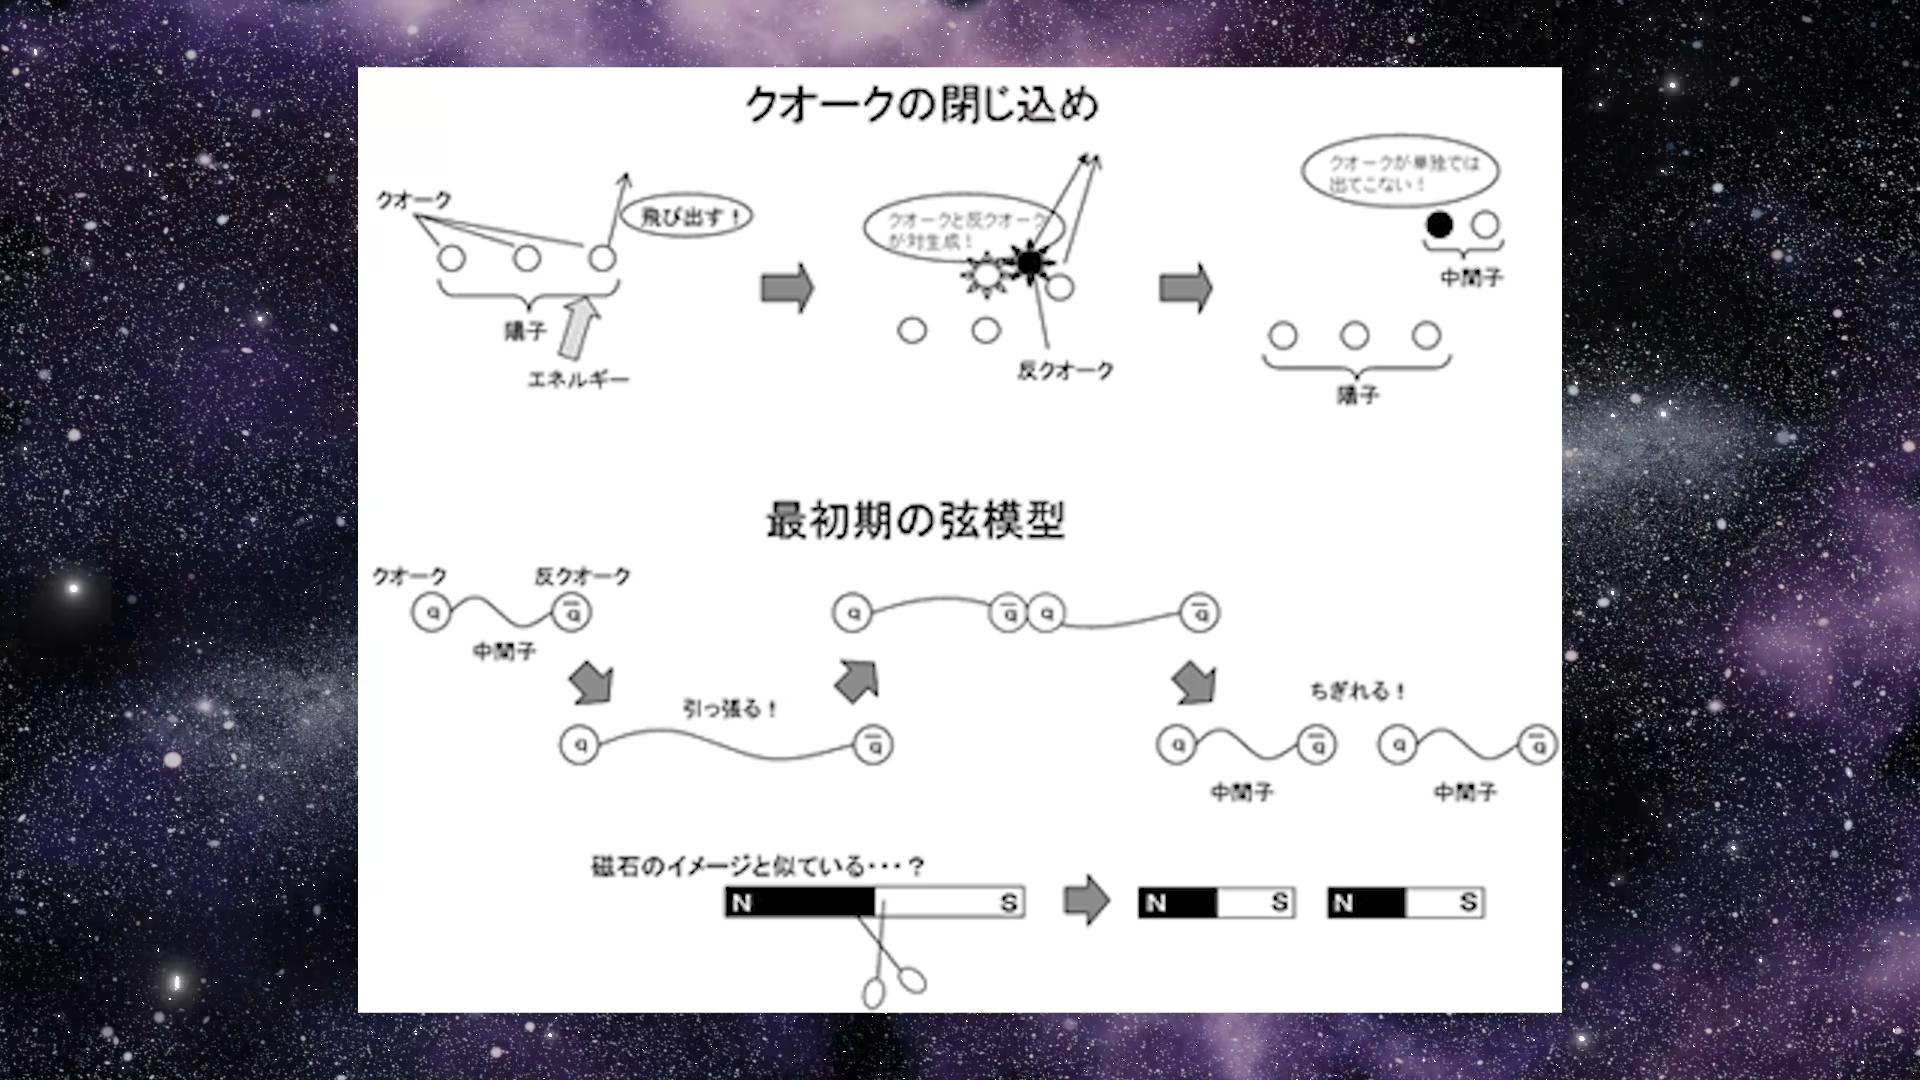 クオークの閉じ込め
クオーク
飛び出す！
陽子
エネルギー
クオークと反クオーク
が対生成！
反クオーク
クオークが単独では
出てこない！
中間子
陽子
最初期の弦模型
クオーク
反クオーク
q
q̅
中間子
引っ張る！
q
q̅
q
q̅
q
q̅
ちぎれる！
q
q̅
q
q̅
中間子
中間子
磁石のイメージと似ている・・・？
N
S
N
S
N
S